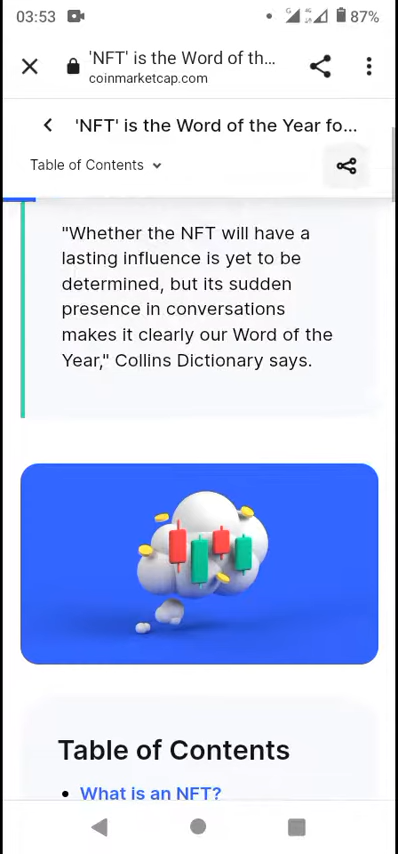 03:53
87%
'NFT' is the Word of th...
coinmarketcap.com
'NFT' is the Word of the Year fo...
Table of Contents
"Whether the NFT will have a
lasting influence is yet to be
determined, but its sudden
presence in conversations
makes it clearly our Word of the
Year," Collins Dictionary says.
Table of Contents
• What is an NFT?